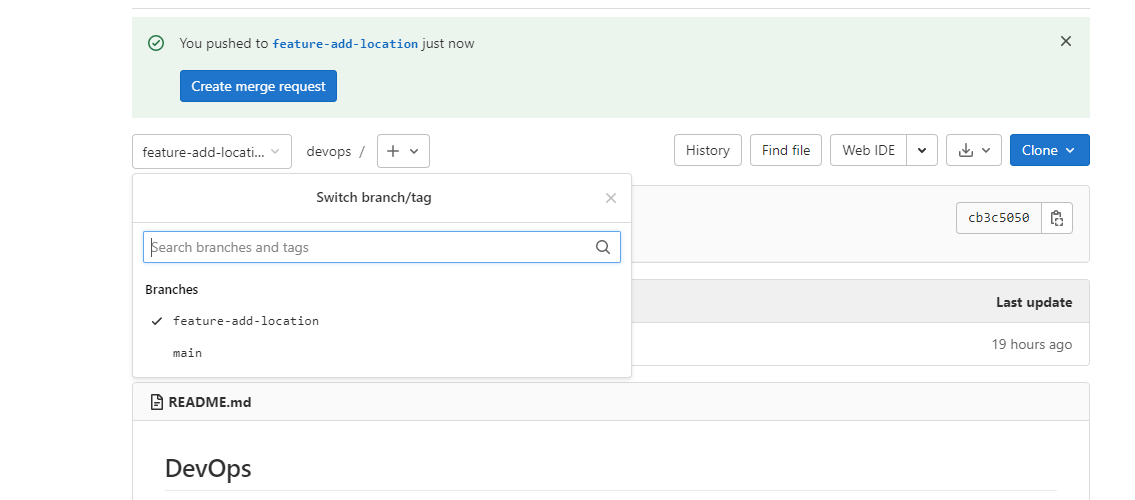 You pushed to feature-add-location just now
Create merge request
feature-add-locati... devops / History Find file Web IDE Clone
Switch branch/tag
cb3c5050
Search branches and tags
Branches
Last update
feature-add-location
19 hours ago
main
README.md
DevOps